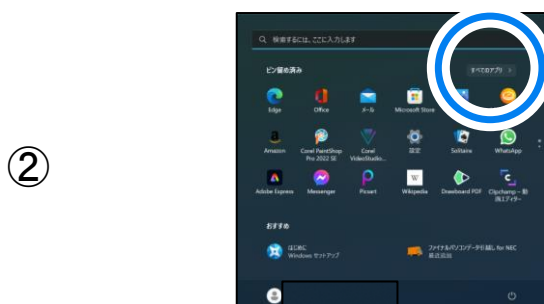 ②
検索するには、ここに入力します
ピン留め済み
すべてのアプリ >
Edge
Office
メール
Microsoft Store
Amazon
Corel PaintShop Pro 2022 SE
Corel VideoStudio...
設定
Solitaire
WhatsApp
Adobe Express
Messenger
Picsart
W
Wikipedia
Drawboard PDF
Clipchamp – 動画エディター
おすすめ
はじめに
Windows セットアップ
ファイナルパソコンデータ引越し for NEC
最近追加